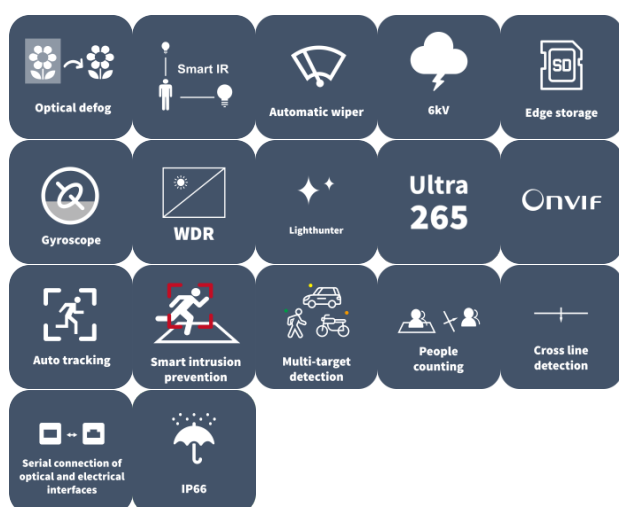 Optical defog
Smart IR
Automatic wiper
6kV
SD
Edge storage
Gyroscope
WDR
Lighthunter
Ultra
265
ONVIF
Auto tracking
Smart intrusion
prevention
Multi-target
detection
People
counting
Cross line
detection
Serial connection of
optical and electrical
interfaces
IP66